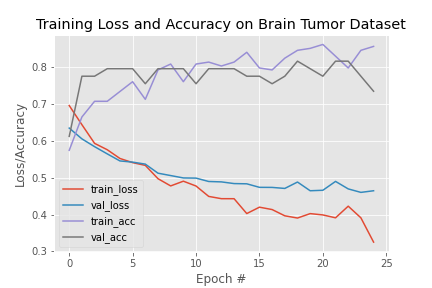 Training Loss and Accuracy on Brain Tumor Dataset
Loss/Accuracy
0.8
0.7
0.6
0.5
0.4
0.3
train_loss
val_loss
train_acc
val_acc
0 5 10 15 20 25
Epoch #